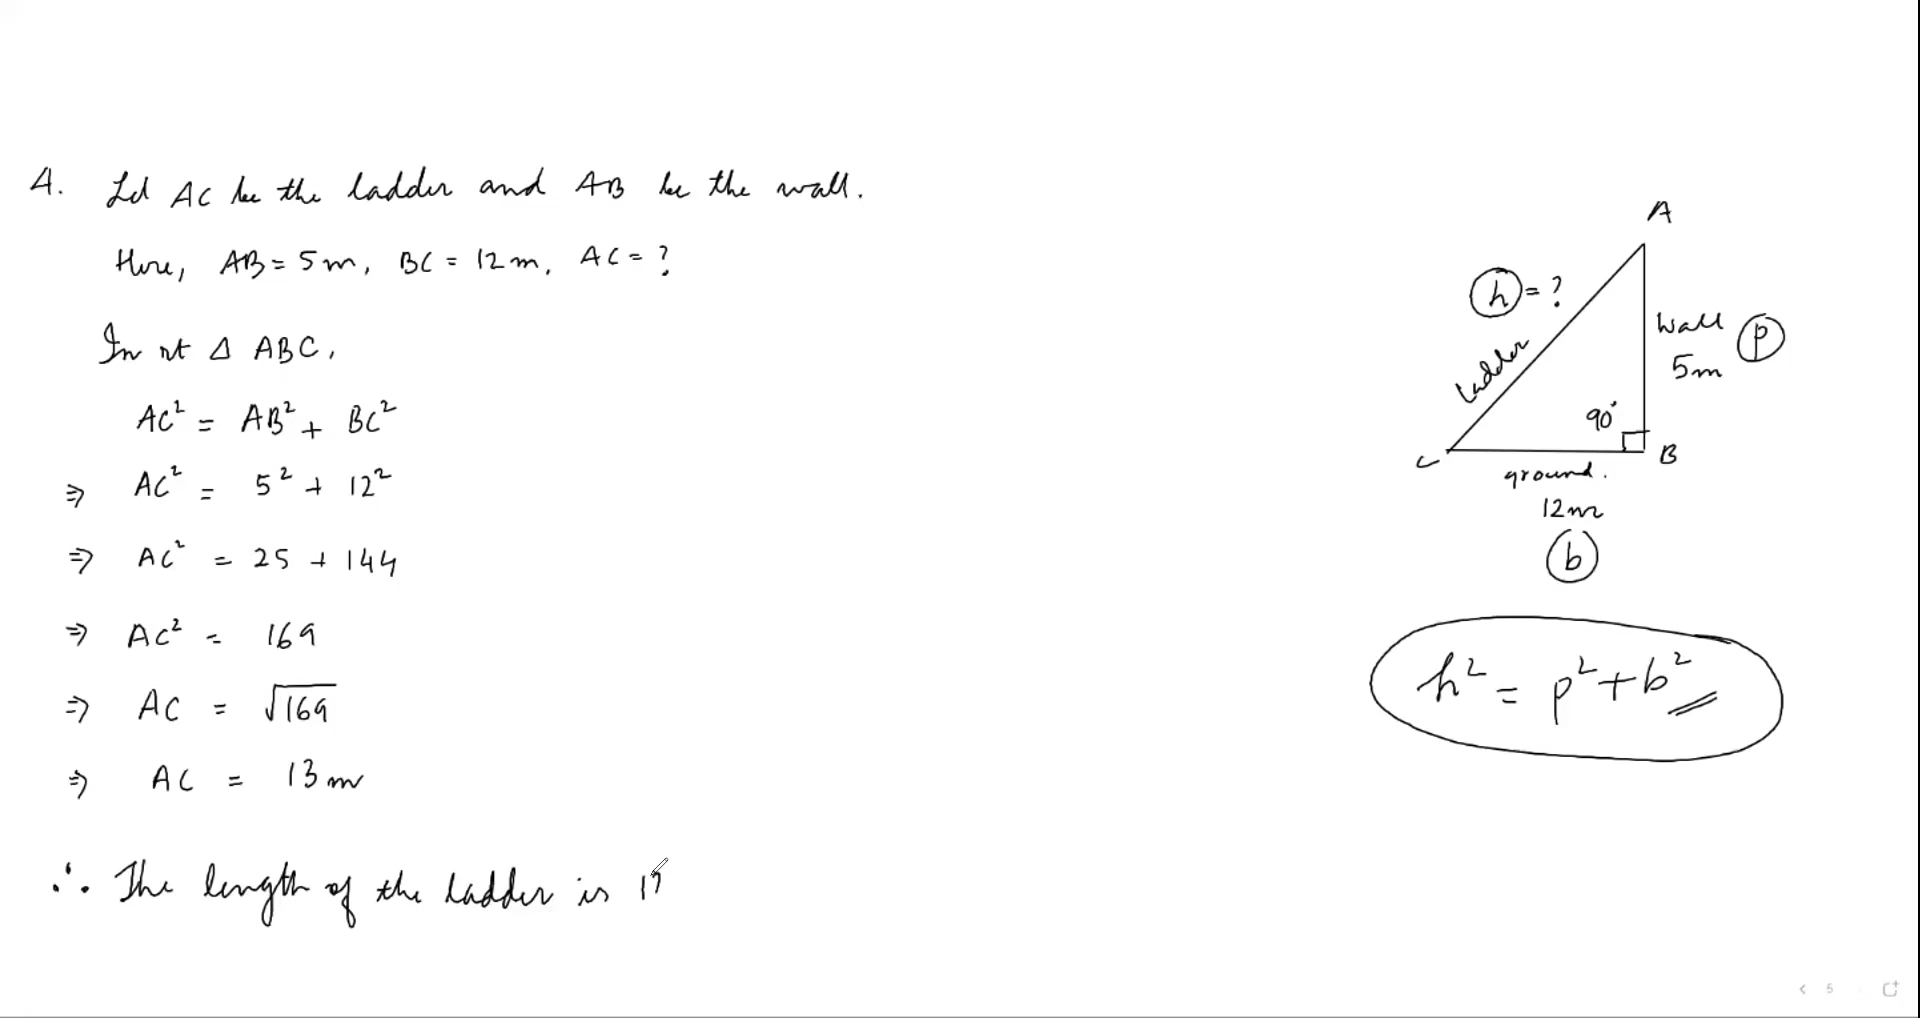 4. Let AC be the ladder and AB be the wall.
Here, AB = 5m, BC = 12m, AC = ?
In rt △ ABC,
AC² = AB² + BC²
⇒ AC² = 5² + 12²
⇒ AC² = 25 + 144
⇒ AC² = 169
⇒ AC = √169
⇒ AC = 13m
∴ The length of the ladder is
A
h = ?
Ladder
wall
p
5m
90°
C
B
ground.
12m
b
h² = p² + b²
< 5